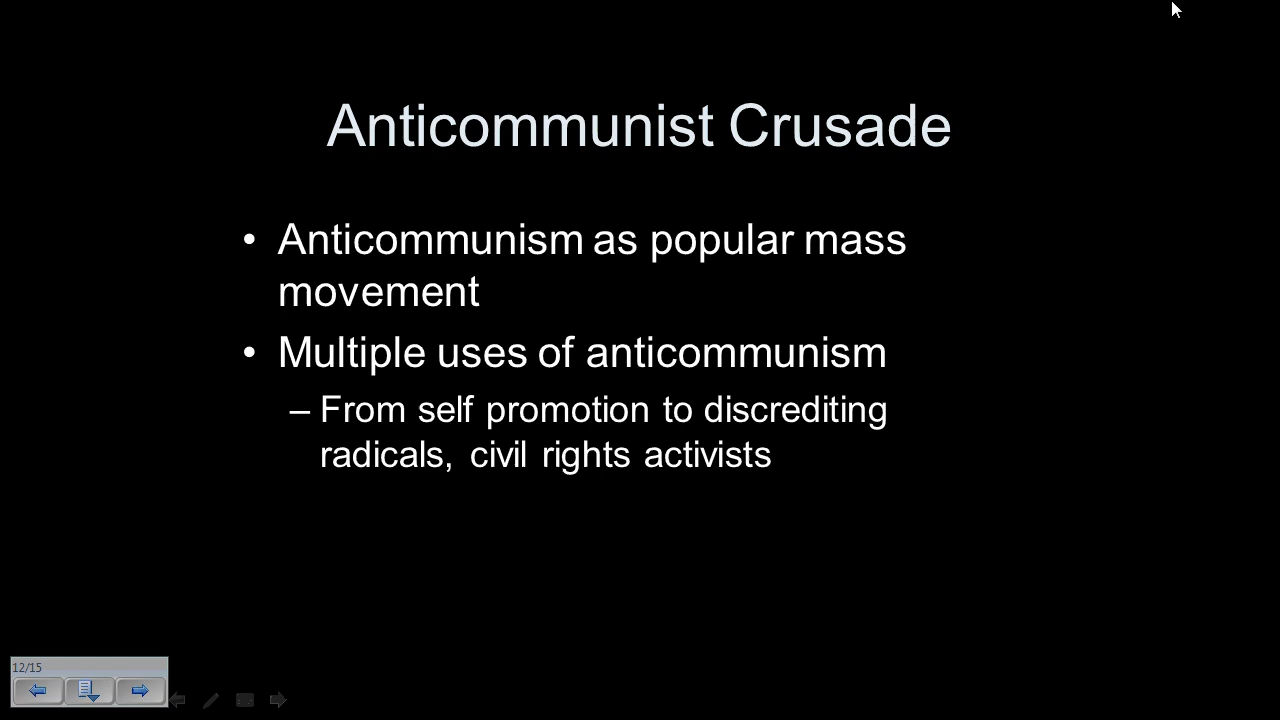 Anticommunist Crusade
• Anticommunism as popular mass
movement
• Multiple uses of anticommunism
– From self promotion to discrediting
radicals, civil rights activists
12/15